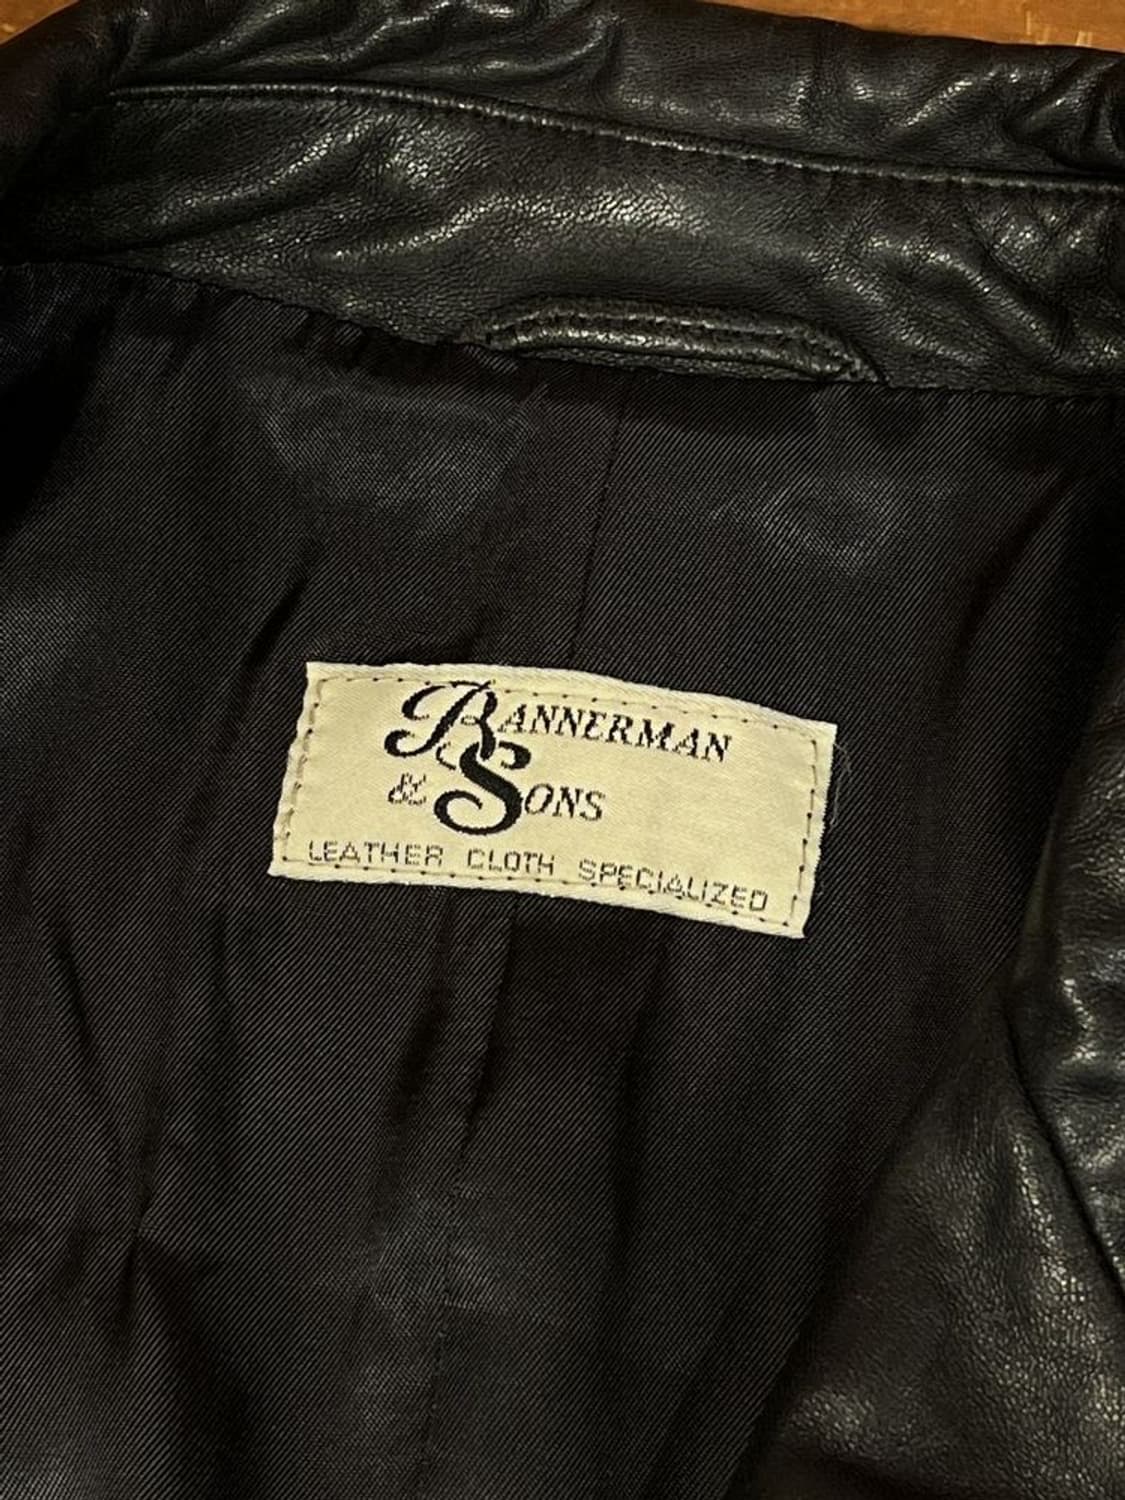 BANNERMAN
& SONS
LEATHER CLOTH SPECIALIZED